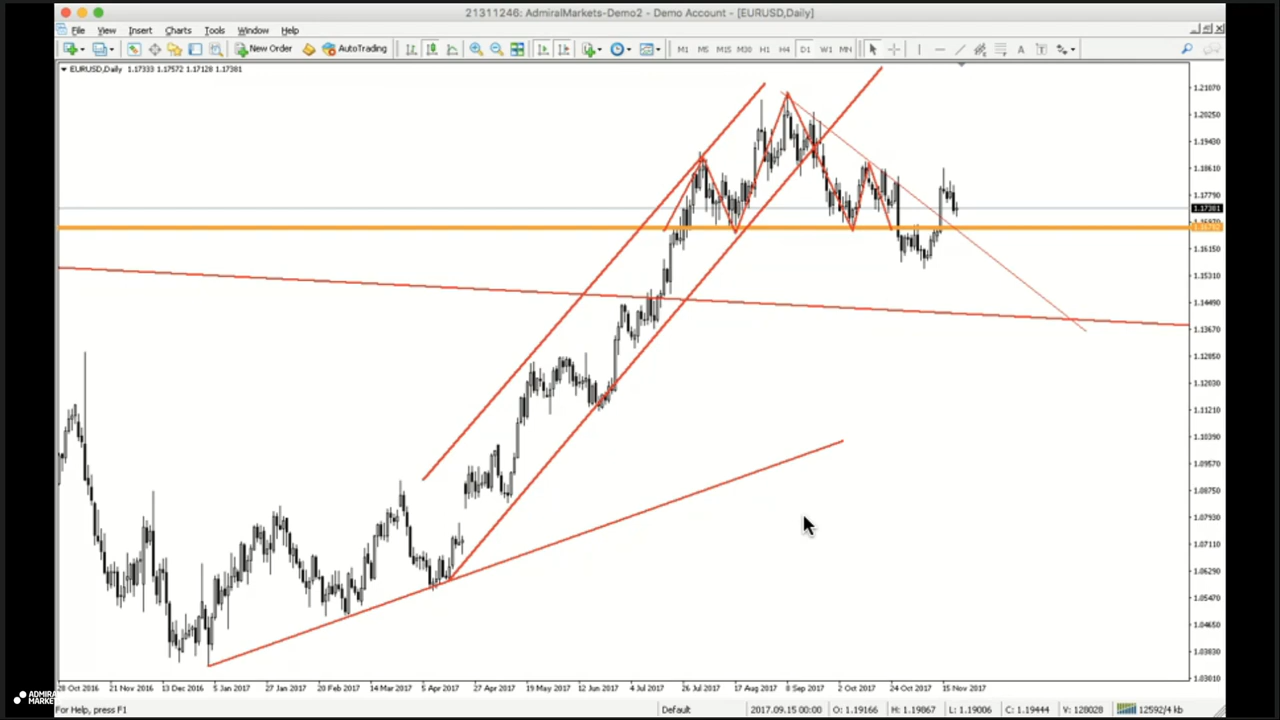 21311246: AdmiralMarkets-Demo2 - Demo Account - [EURUSD,Daily]
File View Insert Charts Tools Window Help
New Order AutoTrading M1 M5 M15 M30 H1 H4 D1 W1 MN A T
EURUSD,Daily 1.17333 1.17572 1.17128 1.17381
1.21070
1.20250
1.19430
1.18610
1.17790
1.17381
1.16150
1.15310
1.14490
1.13670
1.12850
1.12030
1.11210
1.10390
1.09570
1.08750
1.07930
1.07110
1.06290
1.05470
1.04650
1.03830
1.03010
28 Oct 2016 21 Nov 2016 13 Dec 2016 5 Jan 2017 27 Jan 2017 20 Feb 2017 14 Mar 2017 5 Apr 2017 27 Apr 2017 19 May 2017 12 Jun 2017 4 Jul 2017 26 Jul 2017 17 Aug 2017 8 Sep 2017 2 Oct 2017 24 Oct 2017 15 Nov 2017
ADMIRA
MARKE
For Help, press F1 Default 2017.09.15 00:00 O: 1.19166 H: 1.19867 L: 1.19006 C: 1.19444 V: 128028 12592/4 kb